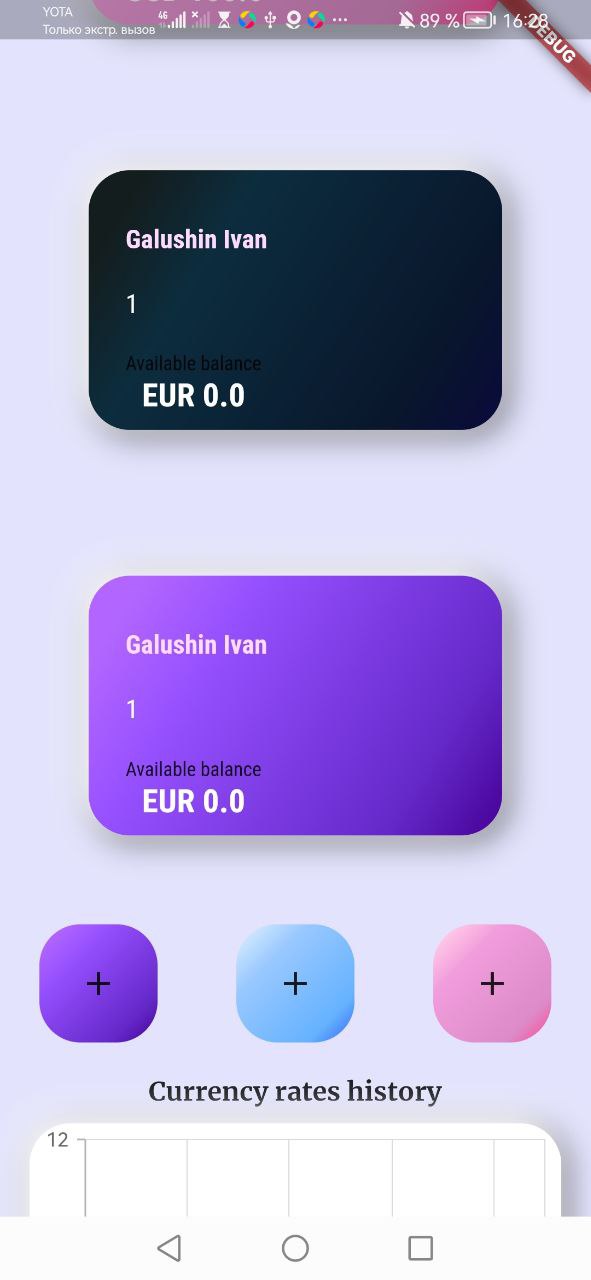 YOTA
Только экстр. вызов
4G
89 %
16:28
DEBUG
Galushin Ivan
1
Available balance
EUR 0.0
Galushin Ivan
1
Available balance
EUR 0.0
+
+
+
Currency rates history
12